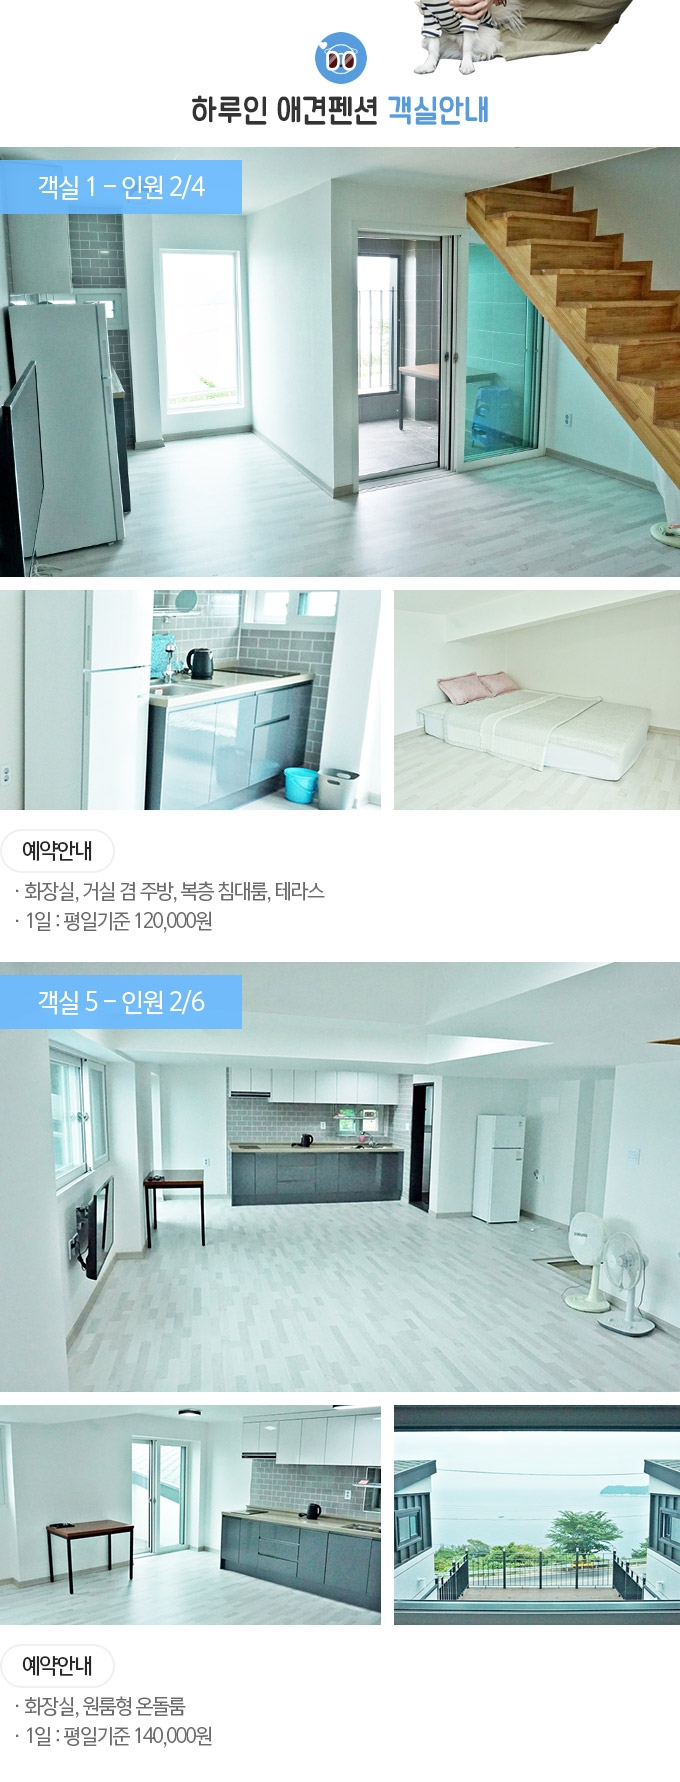 하루인 애견펜션 객실안내
객실 1 – 인원 2/4
예약안내
· 화장실, 거실 겸 주방, 복층 침대룸, 테라스
· 1일 : 평일기준 120,000원
객실 5 – 인원 2/6
예약안내
· 화장실, 원룸형 온돌룸
· 1일 : 평일기준 140,000원